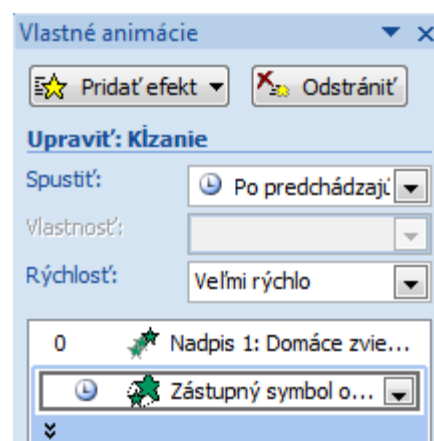 Vlastné animácie
Pridať efekt Odstrániť
Upraviť: Kĺzanie
Spustiť: Po predchádzajú
Vlastnosť:
Rýchlosť: Veľmi rýchlo
0 Nadpis 1: Domáce zvie...
Zástupný symbol o...